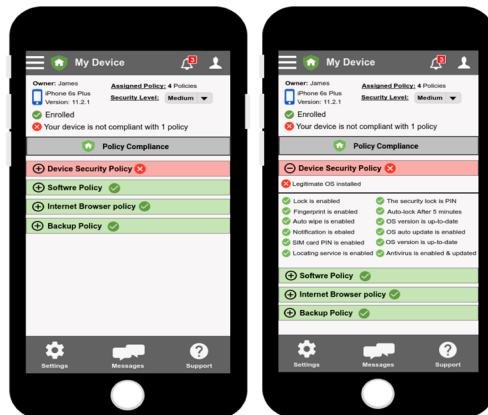 My Device
3
Owner: James
iPhone 6s Plus
Version: 11.2.1
Assigned Policy: 4 Policies
Security Level: Medium
Enrolled
Your device is not compliant with 1 policy
Policy Compliance
Device Security Policy
Softwre Policy
Internet Browser policy
Backup Policy
Settings
Messages
Support
My Device
3
Owner: James
iPhone 6s Plus
Version: 11.2.1
Assigned Policy: 4 Policies
Security Level: Medium
Enrolled
Your device is not compliant with 1 policy
Policy Compliance
Device Security Policy
Legitimate OS installed
Lock is enabled
Fingerprint is enabled
Auto wipe is enabled
Notification is ebaled
SIM card PIN is enabled
Locating service is enabled
The security lock is PIN
Auto-lock After 5 minutes
OS version is up-to-date
OS auto update is enabled
OS version is up-to-date
Antivirus is enabled & updated
Softwre Policy
Internet Browser policy
Backup Policy
Settings
Messages
Support